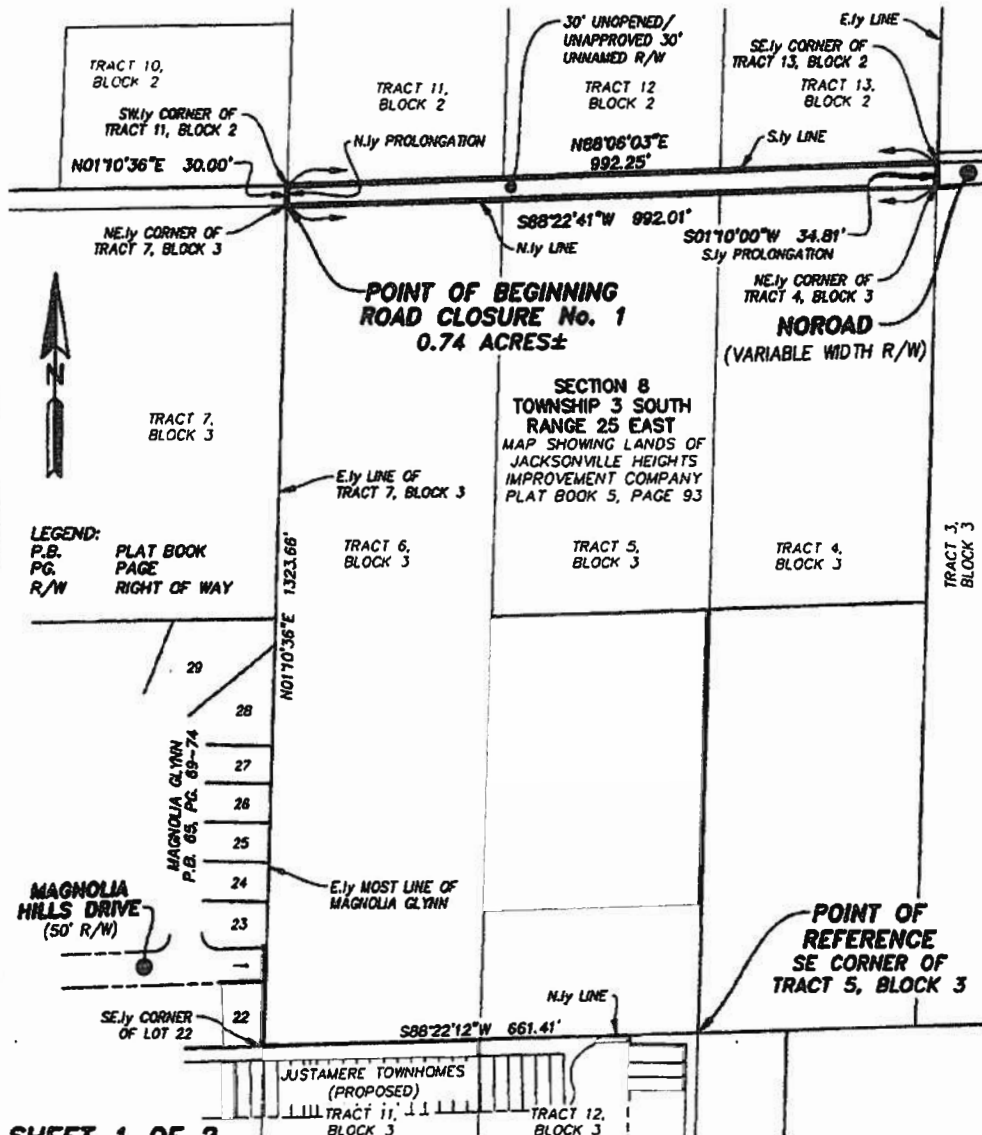 TRACT 10,
BLOCK 2
SW.ly CORNER OF
TRACT 11, BLOCK 2
N01°10'36"E 30.00'
TRACT 11,
BLOCK 2
N.ly PROLONGATION
30' UNOPENED/
UNAPPROVED 30'
UNNAMED R/W
TRACT 12
BLOCK 2
N88°06'03"E
992.25'
E.ly LINE
SE.ly CORNER OF
TRACT 13, BLOCK 2
TRACT 13,
BLOCK 2
S.ly LINE
NE.ly CORNER OF
TRACT 7, BLOCK 3
N.ly LINE
S88°22'41"W 992.01'
S01°10'00"W 34.81'
S.ly PROLONGATION
NE.ly CORNER OF
TRACT 4, BLOCK 3
POINT OF BEGINNING
ROAD CLOSURE No. 1
0.74 ACRES±
NOROAD
(VARIABLE WIDTH R/W)
N
TRACT 7,
BLOCK 3
SECTION 8
TOWNSHIP 3 SOUTH
RANGE 25 EAST
MAP SHOWING LANDS OF
JACKSONVILLE HEIGHTS
IMPROVEMENT COMPANY
PLAT BOOK 5, PAGE 93
E.ly LINE OF
TRACT 7, BLOCK 3
LEGEND:
P.B. PLAT BOOK
PG. PAGE
R/W RIGHT OF WAY
N01°10'36"E 1323.66'
TRACT 6,
BLOCK 3
TRACT 5,
BLOCK 3
TRACT 4,
BLOCK 3
TRACT 3,
BLOCK 3
29
28
27
26
25
24
23
1
22
MAGNOLIA GLYNN
P.B. 65, PG. 69~74
E.ly MOST LINE OF
MAGNOLIA GLYNN
MAGNOLIA
HILLS DRIVE
(50' R/W)
POINT OF
REFERENCE
SE CORNER OF
TRACT 5, BLOCK 3
SE.ly CORNER
OF LOT 22
S88°22'12"W 661.41'
N.ly LINE
JUSTAMERE TOWNHOMES
(PROPOSED)
TRACT 11,
BLOCK 3
TRACT 12,
BLOCK 3
SHEET 1 OF 2